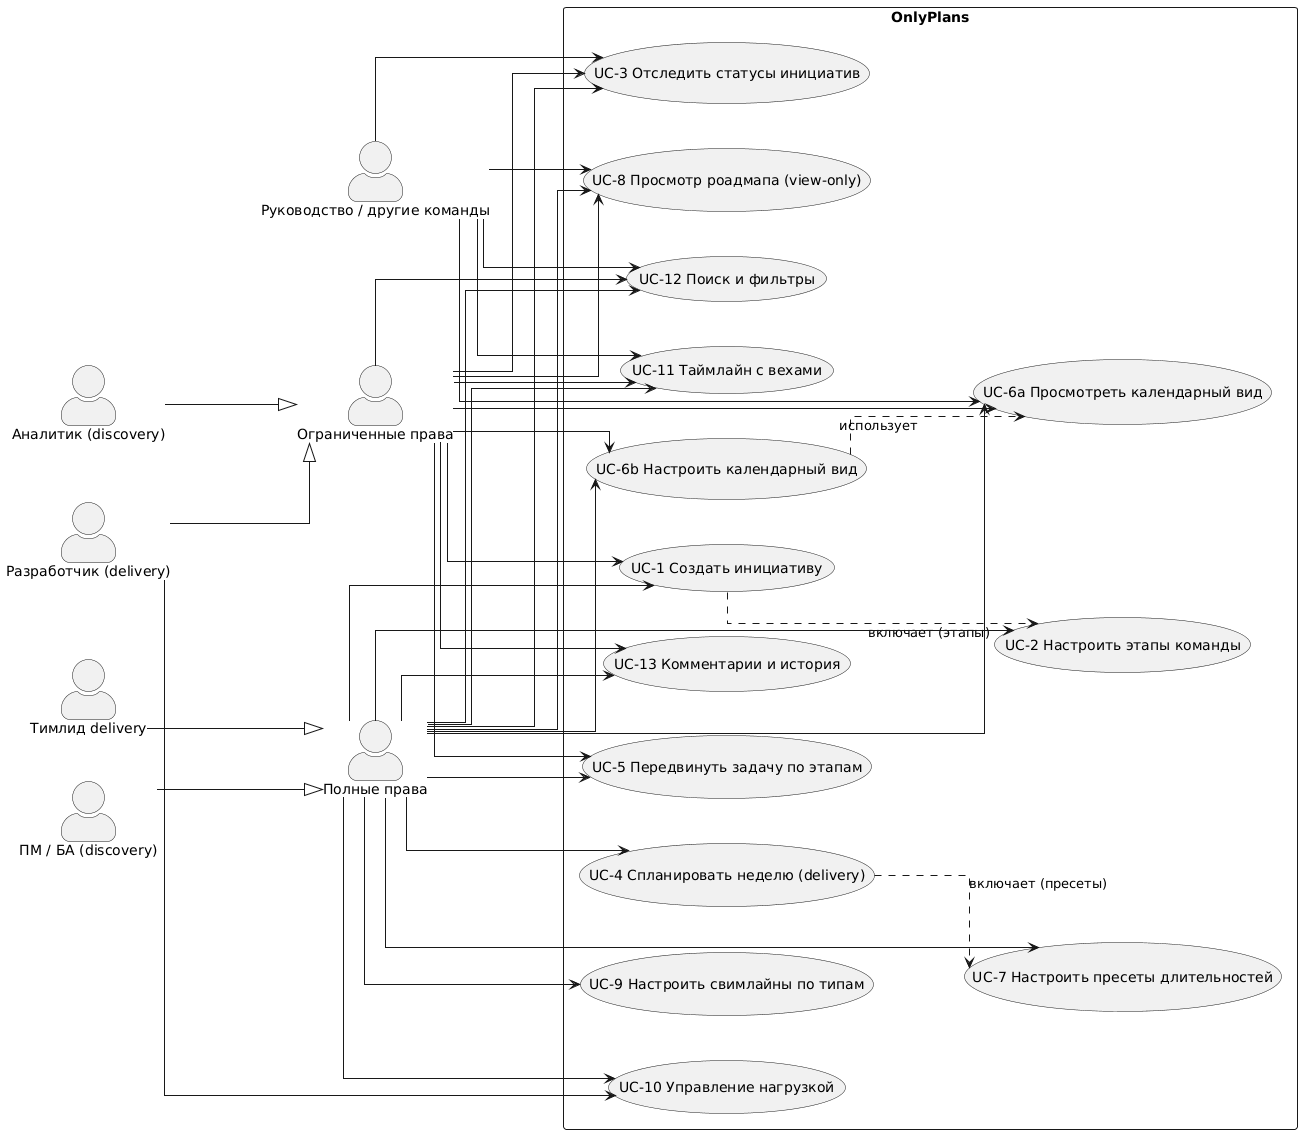 OnlyPlans
UC-3 Отследить статусы инициатив
UC-8 Просмотр роадмапа (view-only)
Руководство / другие команды
UC-12 Поиск и фильтры
UC-11 Таймлайн с вехами
UC-6a Просмотреть календарный вид
использует
Аналитик (discovery)
Ограниченные права
UC-6b Настроить календарный вид
Разработчик (delivery)
UC-1 Создать инициативу
включает (этапы)
UC-2 Настроить этапы команды
UC-13 Комментарии и история
Тимлид delivery
UC-5 Передвинуть задачу по этапам
Полные права
ПМ / БА (discovery)
UC-4 Спланировать неделю (delivery)
включает (пресеты)
UC-7 Настроить пресеты длительностей
UC-9 Настроить свимлайны по типам
UC-10 Управление нагрузкой